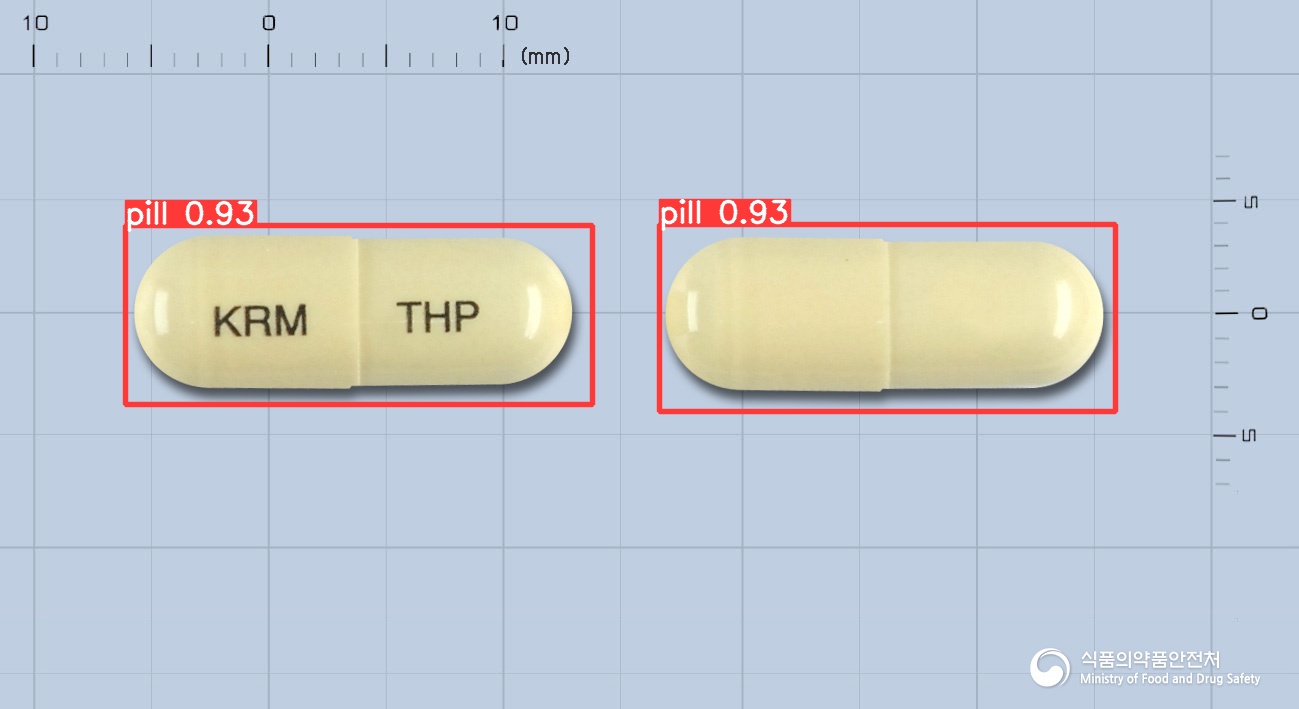 10 0 10
(mm)
pill 0.93
pill 0.93
KRM THP
5
0
5
식품의약품안전처
Ministry of Food and Drug Safety